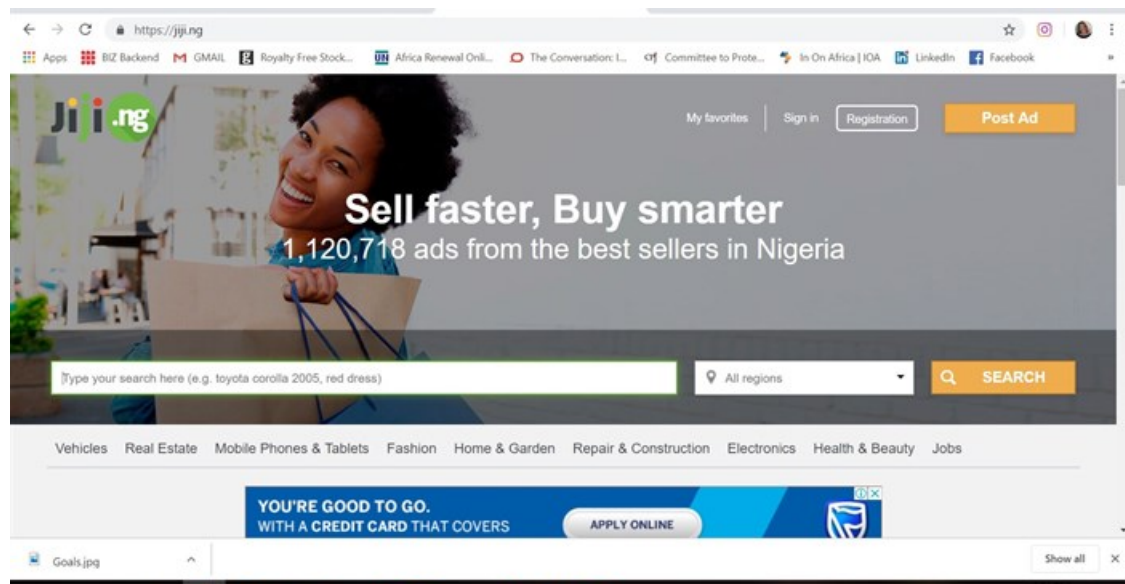 https://jiji.ng
Apps BIZ Backend GMAIL Royalty Free Stock... Africa Renewal Onli... The Conversation: I... Committee to Prote... In On Africa | IOA LinkedIn Facebook »
Jiji.ng
My favorites Sign in Registration Post Ad
Sell faster, Buy smarter
1,120,718 ads from the best sellers in Nigeria
Type your search here (e.g. toyota corolla 2005, red dress) All regions SEARCH
Vehicles Real Estate Mobile Phones & Tablets Fashion Home & Garden Repair & Construction Electronics Health & Beauty Jobs
YOU'RE GOOD TO GO.
WITH A CREDIT CARD THAT COVERS APPLY ONLINE
Goals.jpg Show all